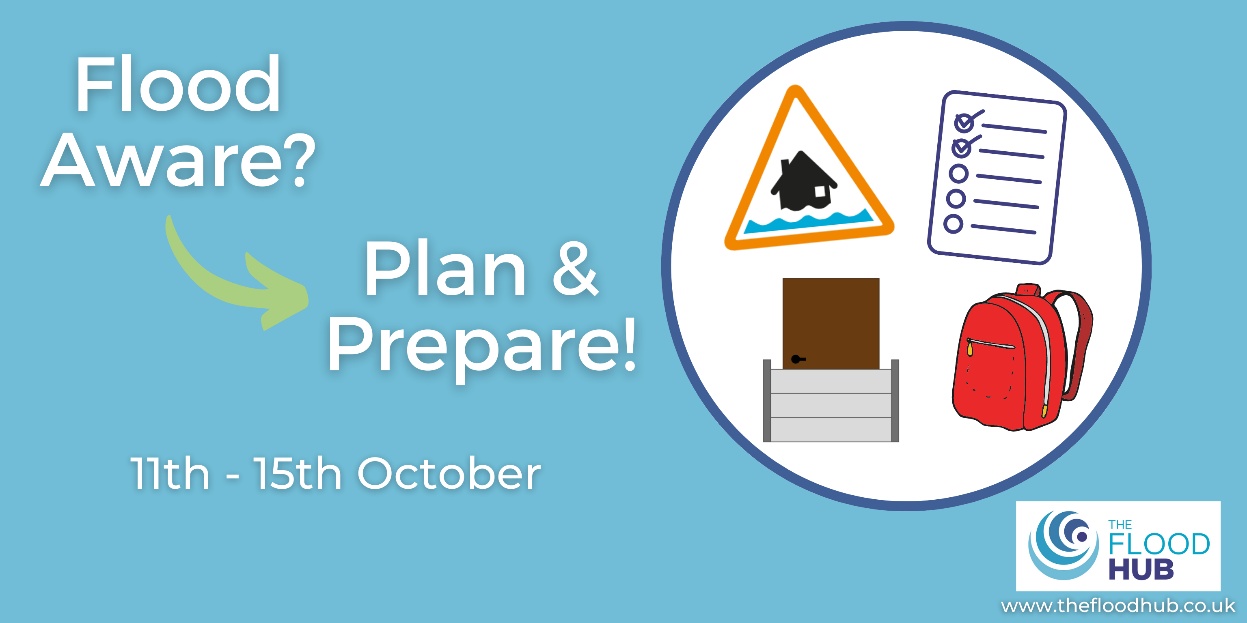 Flood
Aware?
Plan &
Prepare!
11th - 15th October
THE
FLOOD
HUB
www.thefloodhub.co.uk